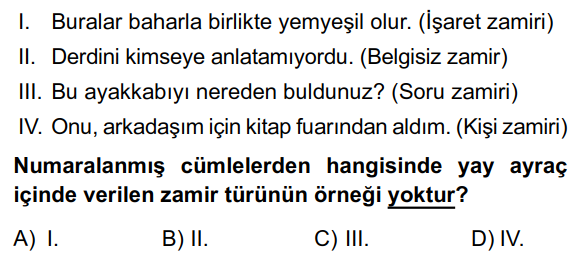 I. Buralar baharla birlikte yemyeşil olur. (İşaret zamiri)
II. Derdini kimseye anlatamıyordu. (Belgisiz zamir)
III. Bu ayakkabıyı nereden buldunuz? (Soru zamiri)
IV. Onu, arkadaşım için kitap fuarından aldım. (Kişi zamiri)
Numaralanmış cümlelerden hangisinde yay ayraç
içinde verilen zamir türünün örneği yoktur?
A) I. B) II. C) III. D) IV.